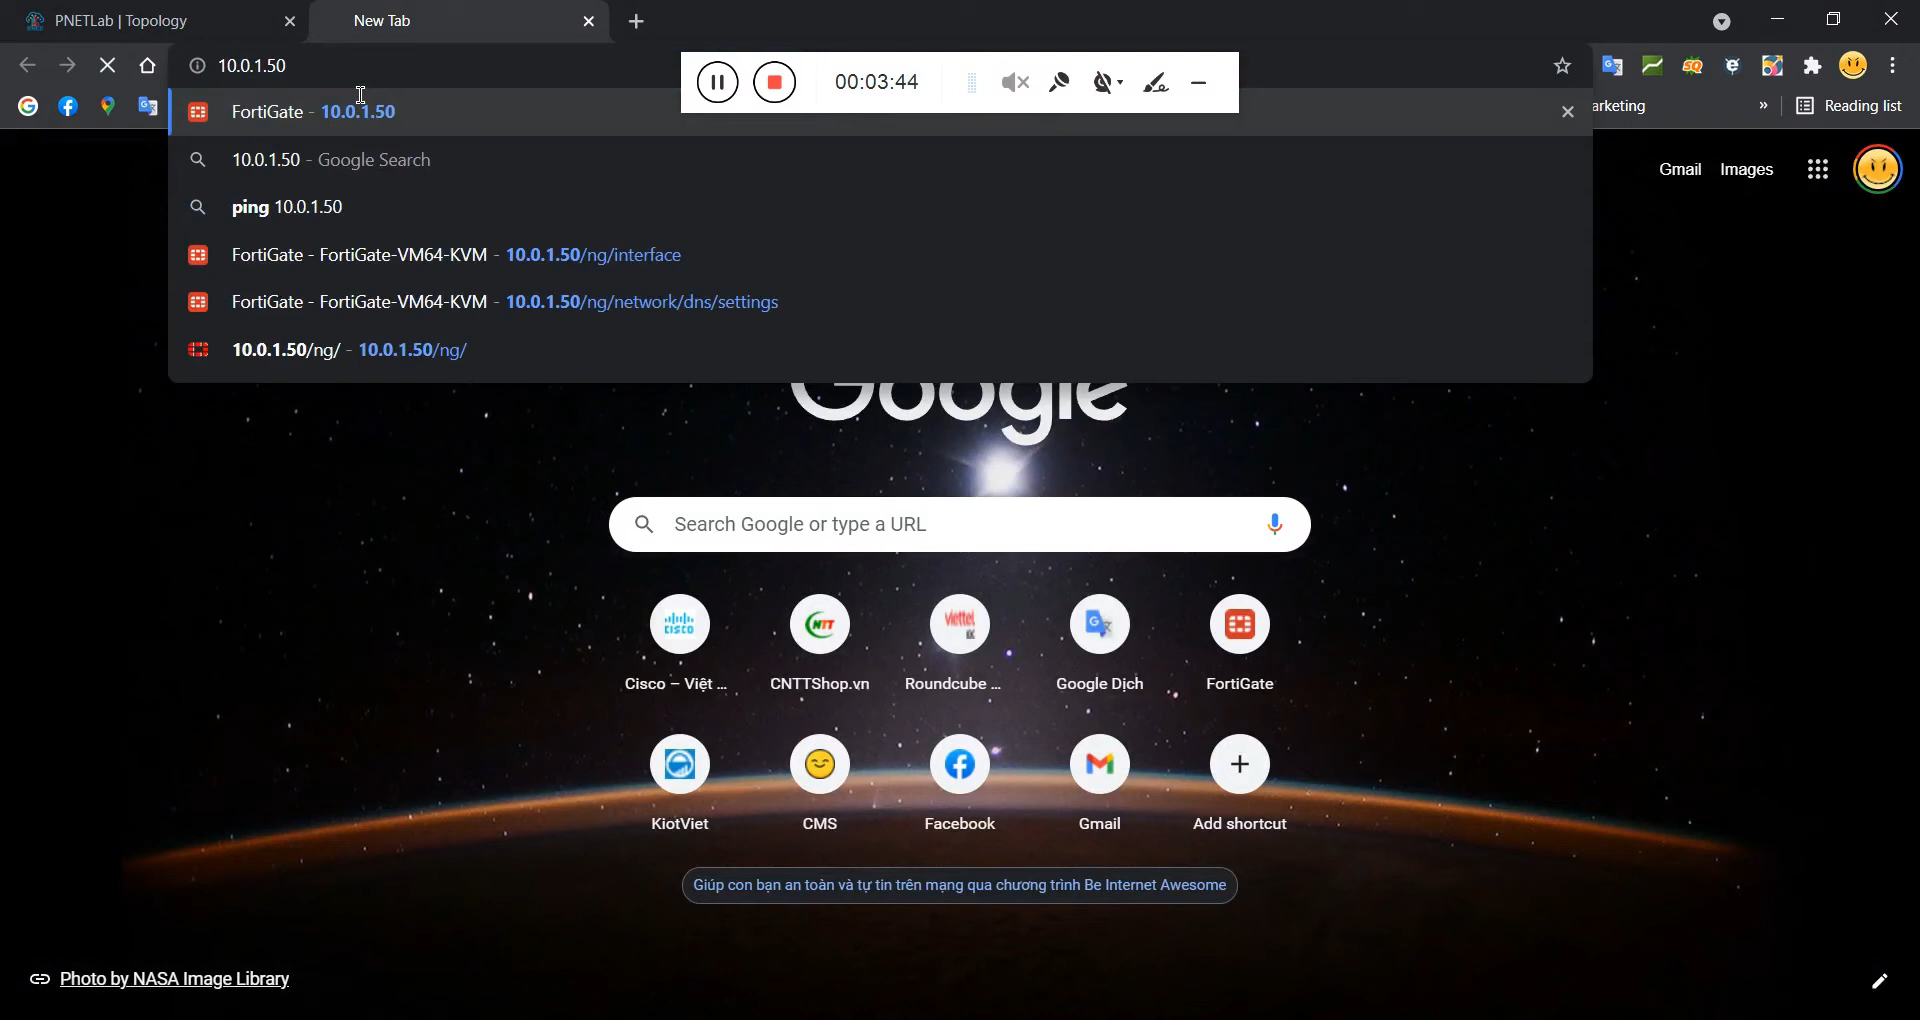 PNETLab | Topology
New Tab
10.0.1.50
00:03:44
FortiGate - 10.0.1.50
arketing
»
Reading list
10.0.1.50 - Google Search
Gmail
Images
ping 10.0.1.50
FortiGate - FortiGate-VM64-KVM - 10.0.1.50/ng/interface
FortiGate - FortiGate-VM64-KVM - 10.0.1.50/ng/network/dns/settings
10.0.1.50/ng/ - 10.0.1.50/ng/
Google
Search Google or type a URL
Cisco – Việt ...
CNTTShop.vn
Roundcube ...
Google Dịch
FortiGate
KiotViet
CMS
Facebook
Gmail
Add shortcut
Giúp con bạn an toàn và tự tin trên mạng qua chương trình Be Internet Awesome
Photo by NASA Image Library